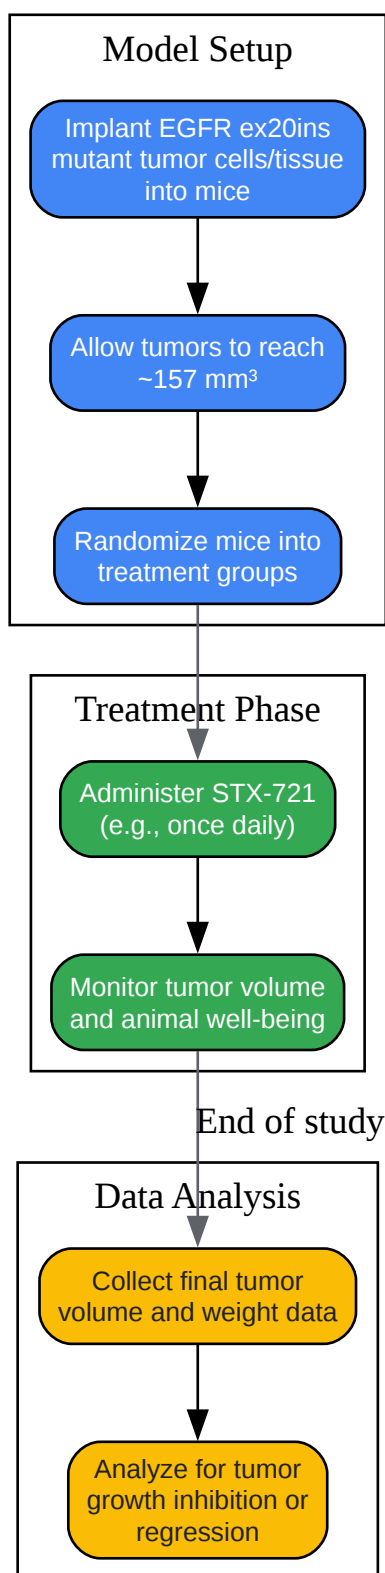 Model Setup
Implant EGFR ex20ins
mutant tumor cells/tissue
into mice
Allow tumors to reach
~157 mm³
Randomize mice into
treatment groups
Treatment Phase
Administer STX-721
(e.g., once daily)
Monitor tumor volume
and animal well-being
End of study
Data Analysis
Collect final tumor
volume and weight data
Analyze for tumor
growth inhibition or
regression